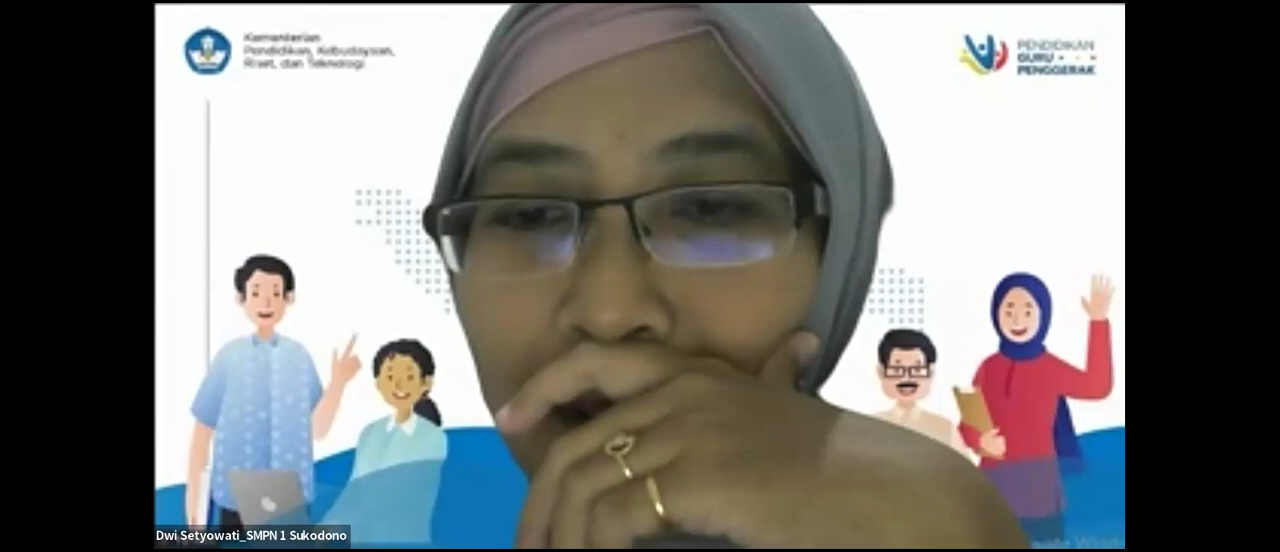 Kementerian
Pendidikan, Kebudayaan,
Riset, dan Teknologi
PENDIDIKAN
GURU
PENGGERAK
Dwi Setyowati_SMPN 1 Sukodono